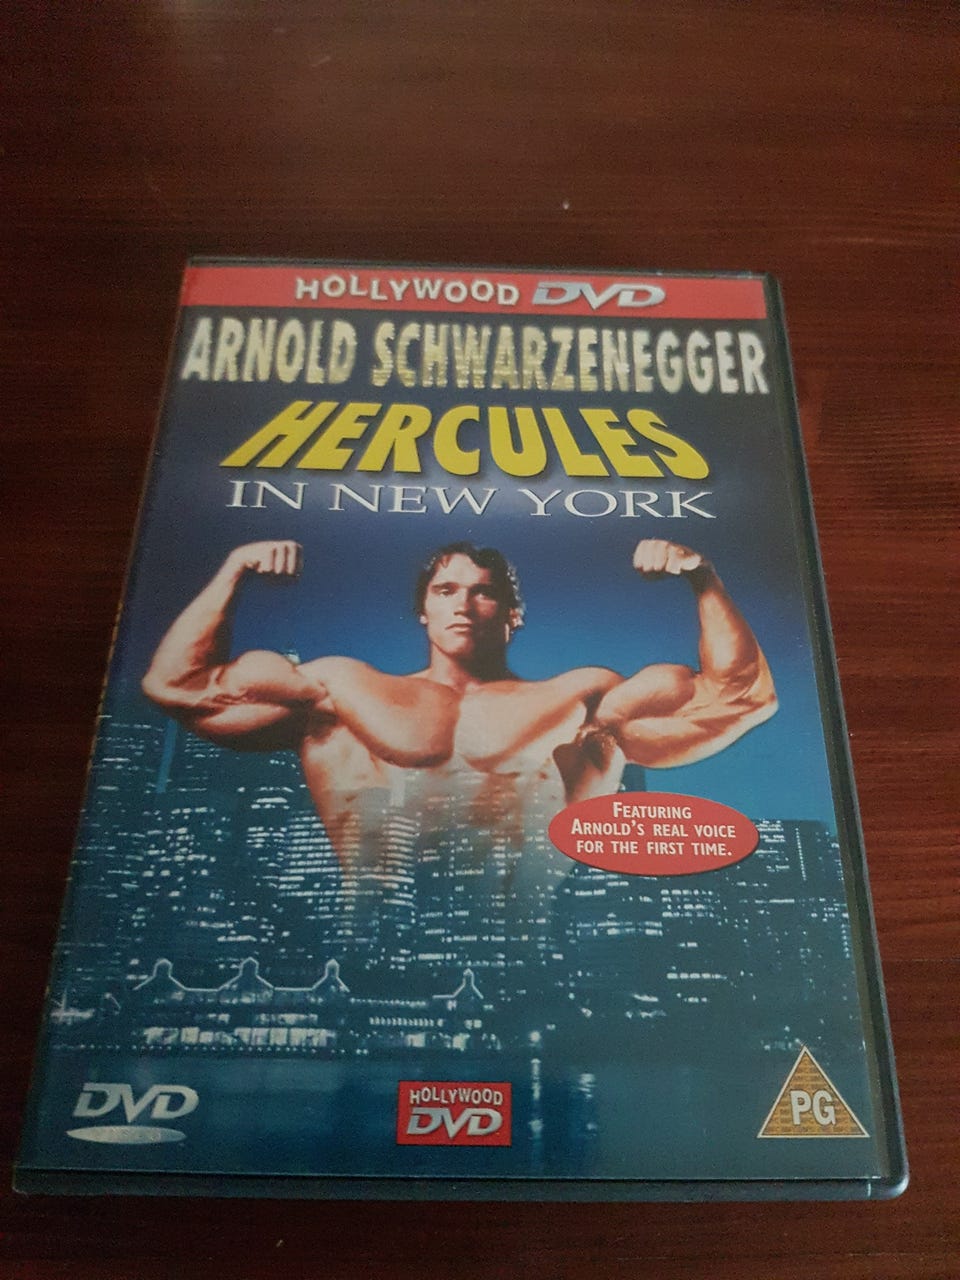 HOLLYWOOD DVD
ARNOLD SCHWARZENEGGER
HERCULES
IN NEW YORK
FEATURING
ARNOLD'S REAL VOICE
FOR THE FIRST TIME.
DVD
HOLLYWOOD
DVD
PG